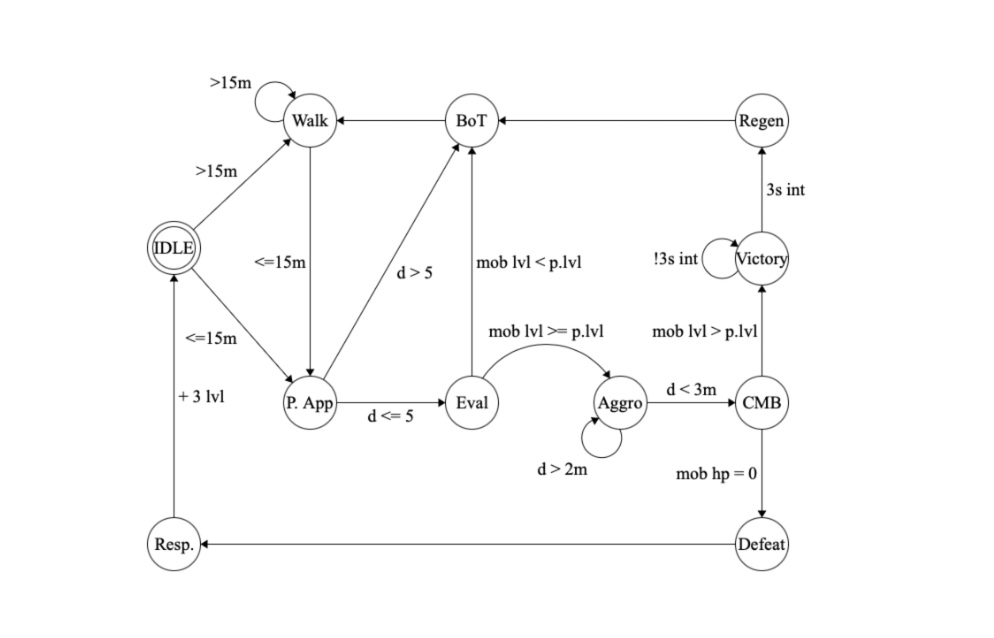 >15m
Walk
BoT
Regen
>15m
3s int
IDLE
<=15m
d > 5
mob lvl < p.lvl
!3s int
Victory
<=15m
mob lvl >= p.lvl
mob lvl > p.lvl
+ 3 lvl
P. App
d <= 5
Eval
Aggro
d < 3m
CMB
d > 2m
mob hp = 0
Resp.
Defeat